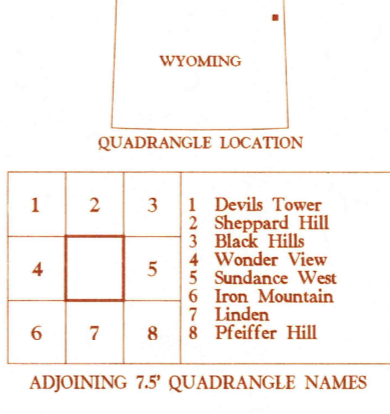 WYOMING
QUADRANGLE LOCATION
1 2 3
4 5
6 7 8
1 Devils Tower
2 Sheppard Hill
3 Black Hills
4 Wonder View
5 Sundance West
6 Iron Mountain
7 Linden
8 Pfeiffer Hill
ADJOINING 7.5' QUADRANGLE NAMES